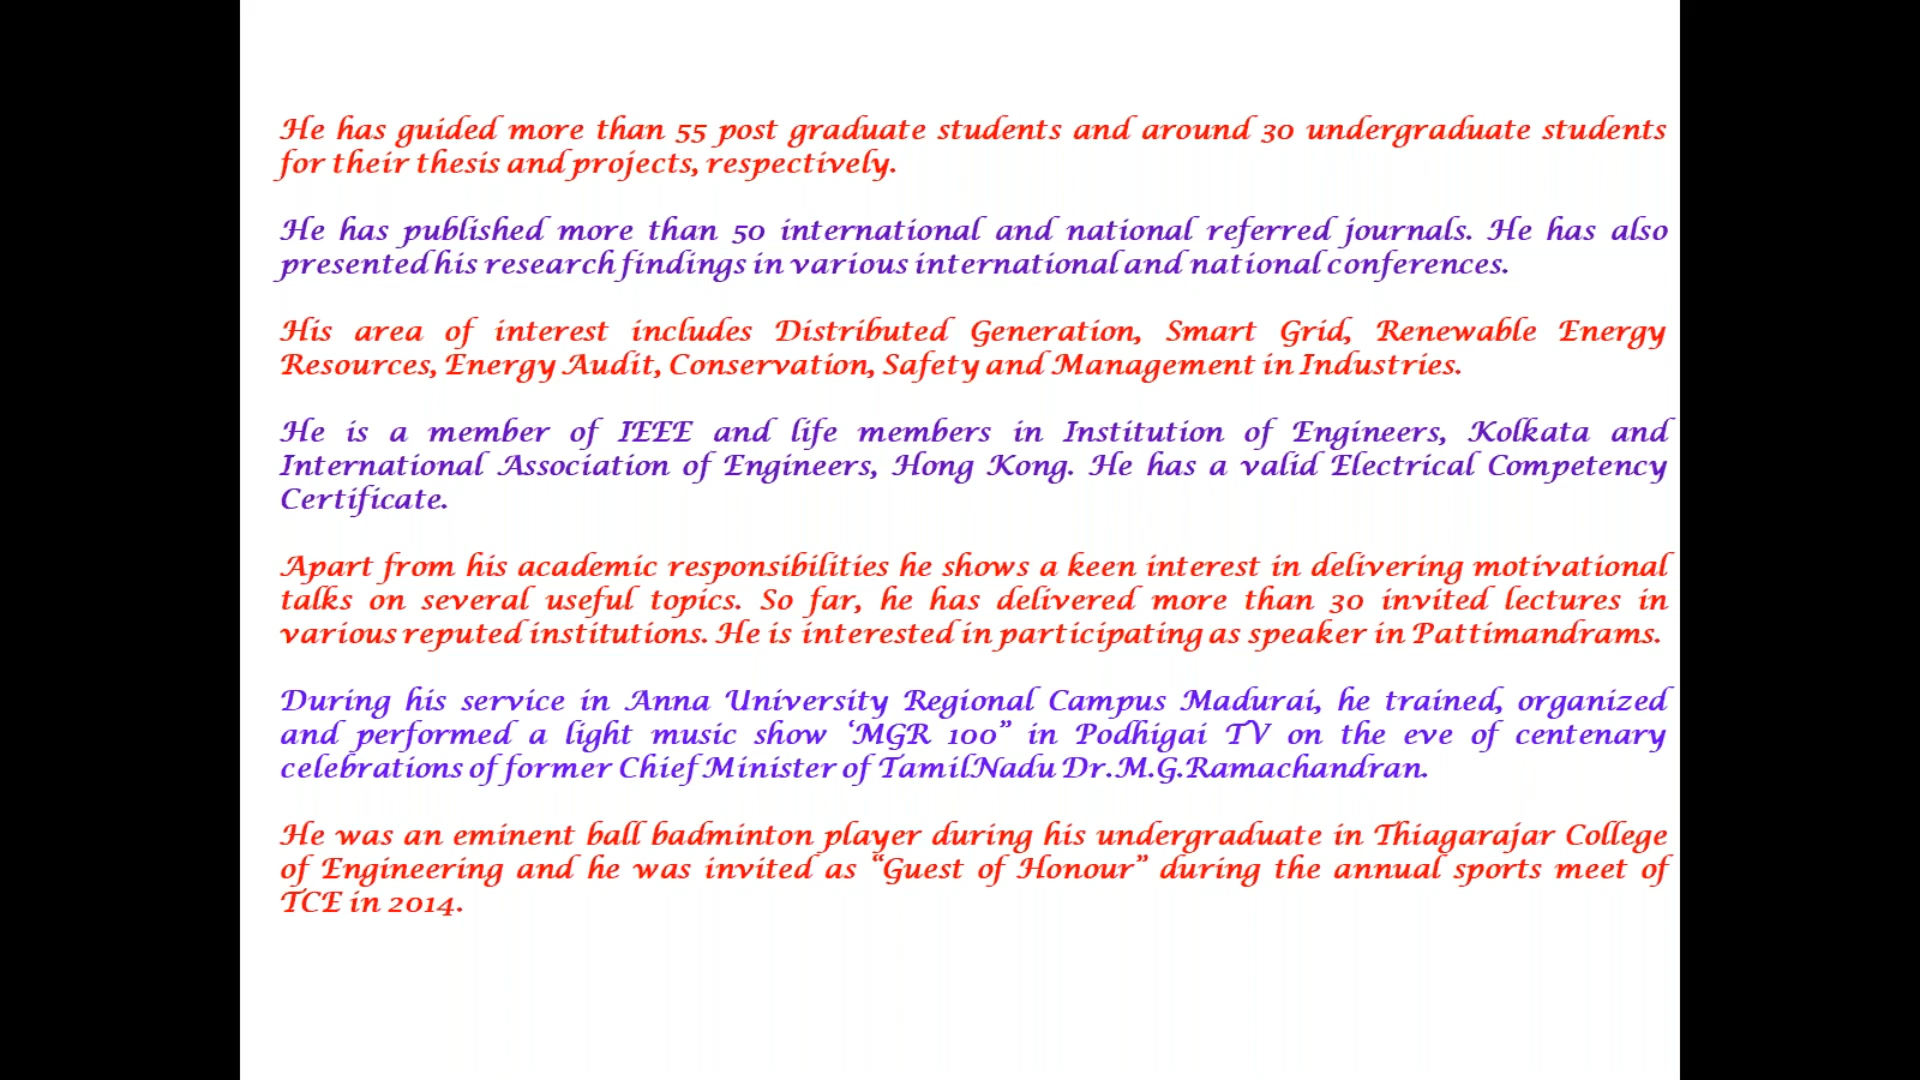 He has guided more than 55 post graduate students and around 30 undergraduate students
for their thesis and projects, respectively.
He has published more than 50 international and national referred journals. He has also
presented his research findings in various international and national conferences.
His area of interest includes Distributed Generation, Smart Grid, Renewable Energy
Resources, Energy Audit, Conservation, Safety and Management in Industries.
He is a member of IEEE and life members in Institution of Engineers, Kolkata and
International Association of Engineers, Hong Kong. He has a valid Electrical Competency
Certificate.
Apart from his academic responsibilities he shows a keen interest in delivering motivational
talks on several useful topics. So far, he has delivered more than 30 invited lectures in
various reputed institutions. He is interested in participating as speaker in Pattimandrams.
During his service in Anna University Regional Campus Madurai, he trained, organized
and performed a light music show ‘MGR 100” in Podhigai TV on the eve of centenary
celebrations of former Chief Minister of TamilNadu Dr.M.G.Ramachandran.
He was an eminent ball badminton player during his undergraduate in Thiagarajar College
of Engineering and he was invited as “Guest of Honour” during the annual sports meet of
TCE in 2014.